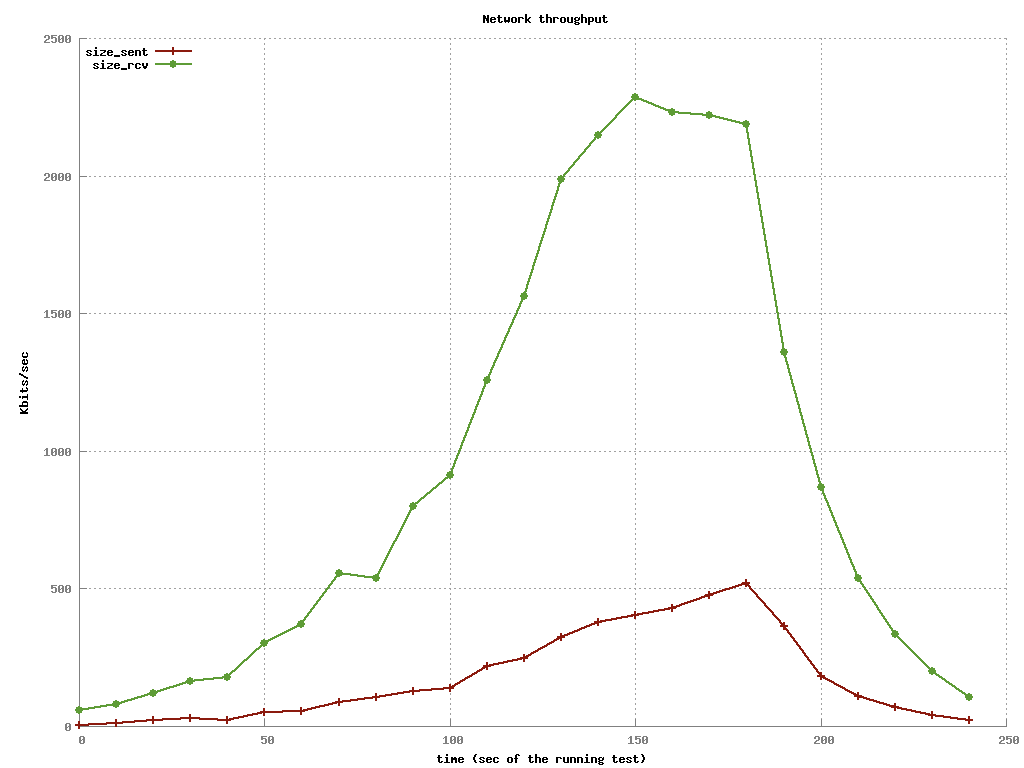 Network throughput
2500
size_sent
size_rcv
2000
1500
Kbits/sec
1000
500
0
0 50 100 150 200 250
time (sec of the running test)